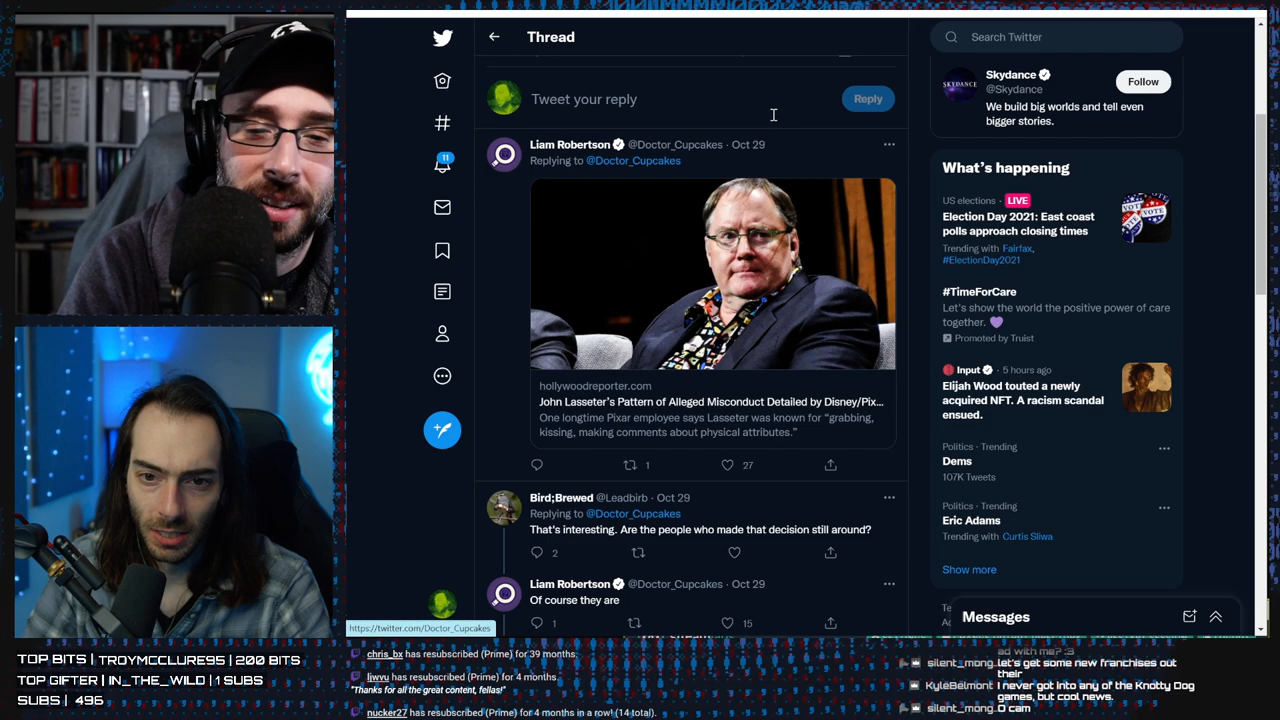 Thread
Tweet your reply
Reply
Liam Robertson @Doctor_Cupcakes · Oct 29
Replying to @Doctor_Cupcakes
hollywoodreporter.com
John Lasseter's Pattern of Alleged Misconduct Detailed by Disney/Pix...
One longtime Pixar employee says Lasseter was known for "grabbing,
kissing, making comments about physical attributes."
1
27
Bird;Brewed @Leadbirb · Oct 29
Replying to @Doctor_Cupcakes
That's interesting. Are the people who made that decision still around?
2
Liam Robertson @Doctor_Cupcakes · Oct 29
Of course they are
1
15
11
https://twitter.com/Doctor_Cupcakes
Search Twitter
SKYDANCE
Skydance
@Skydance
Follow
We build big worlds and tell even
bigger stories.
What's happening
US elections · LIVE
Election Day 2021: East coast
polls approach closing times
Trending with Fairfax,
#ElectionDay2021
VOTE
VOTE
#TimeForCare
Let's show the world the positive power of care
together. 💜
Promoted by Truist
Input · 5 hours ago
Elijah Wood touted a newly
acquired NFT. A racism scandal
ensued.
Politics · Trending
Dems
107K Tweets
Politics · Trending
Eric Adams
Trending with Curtis Sliwa
Show more
Messages
TOP BITS | TROYMCCLURE95 | 200 BITS
TOP GIFTER | IN_THE_WILD | 1 SUBS
SUBS | 496
chris_bx has resubscribed (Prime) for 39 months.
ljwvu has resubscribed (Prime) for 4 months.
"Thanks for all the great content, fellas!"
nucker27 has resubscribed (Prime) for 4 months in a row! (14 total).
ad with me? :3
silent_mong let's get some new franchises out
their
KyleBelmont I never got into any of the Knotty Dog
games, but cool news.
silent_mong O cam